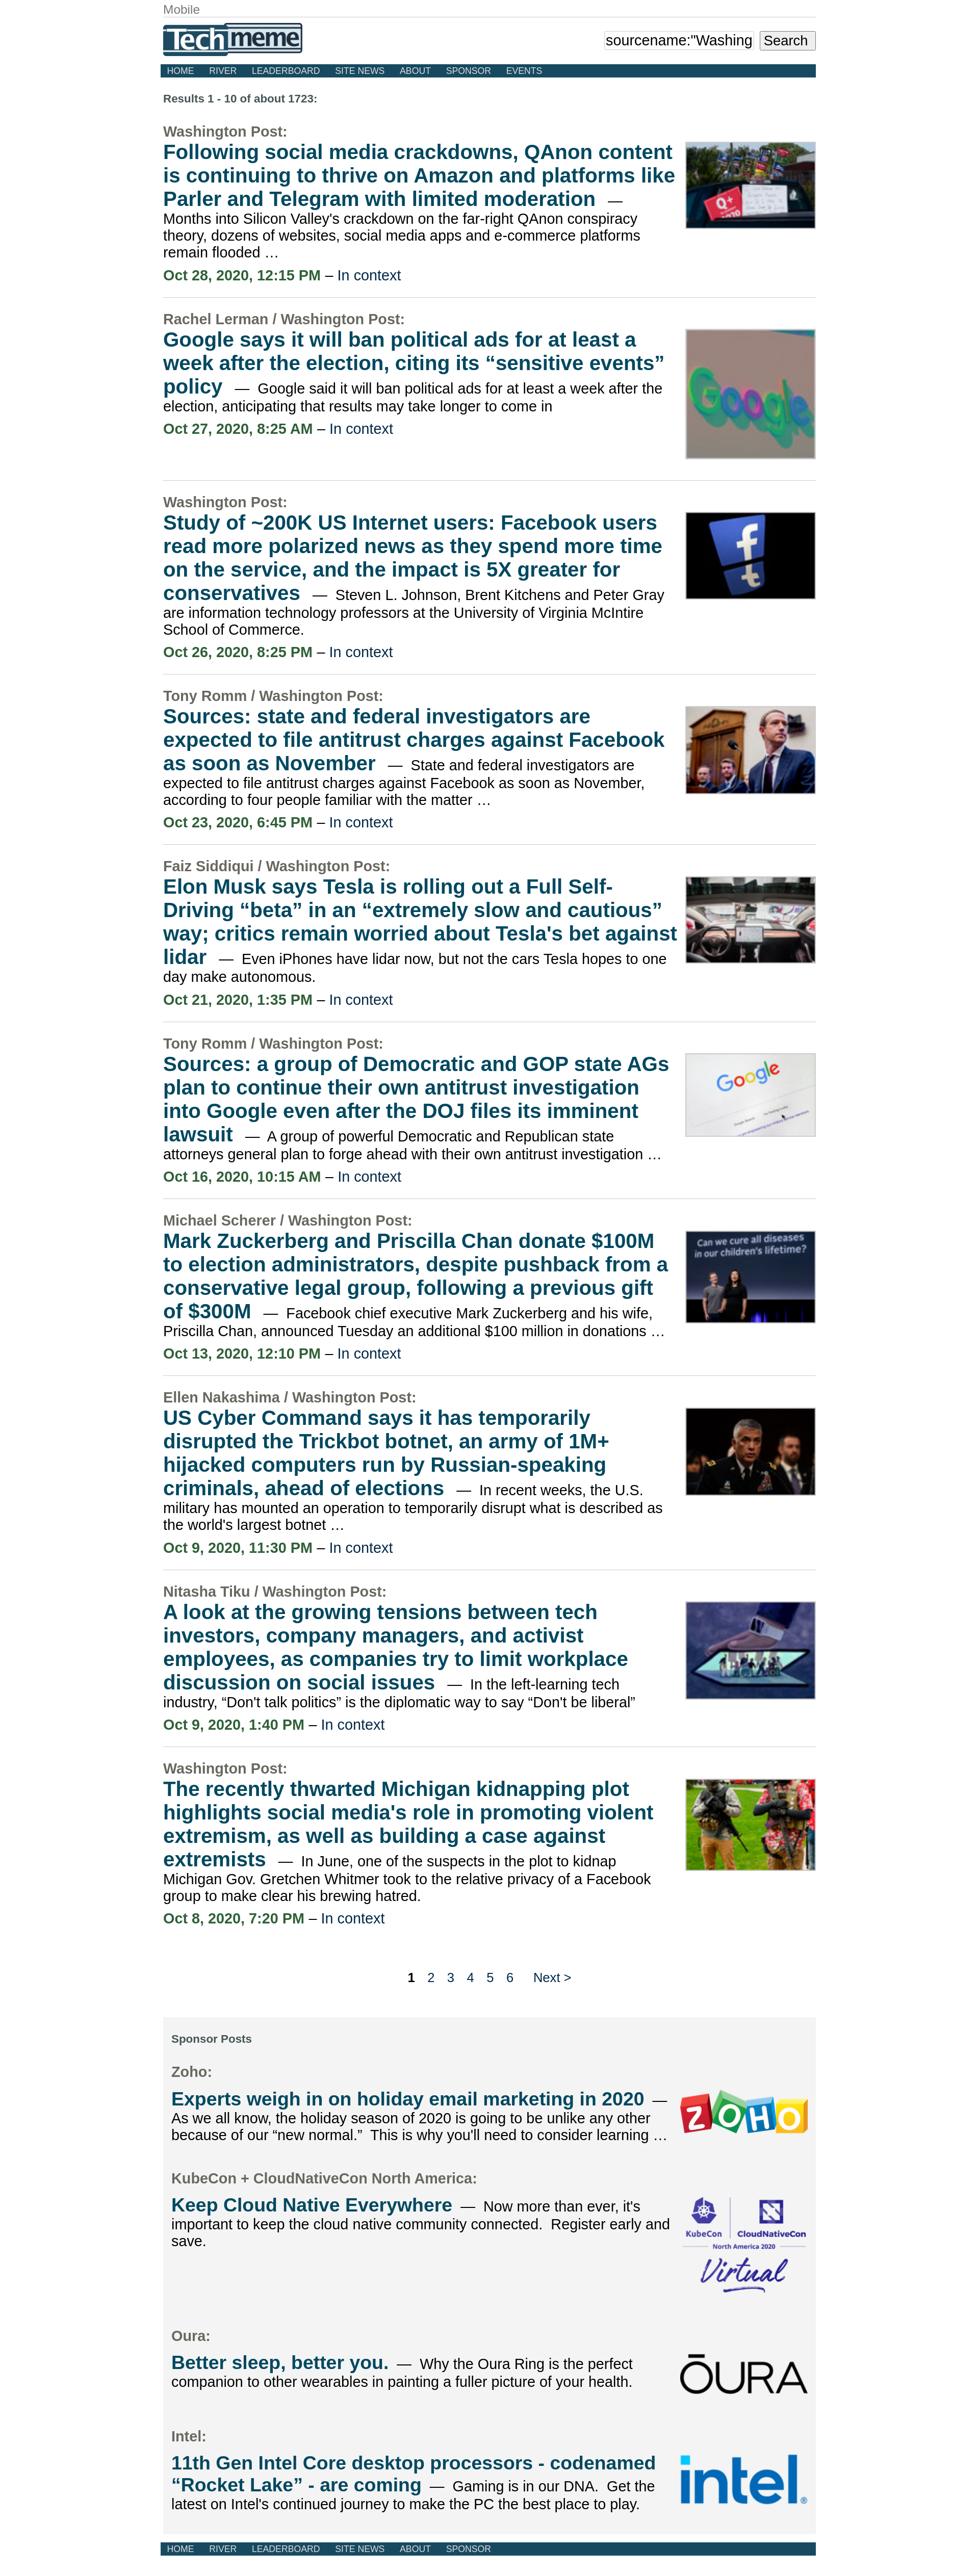 Mobile
Techmeme
sourcename:"Washing
Search
HOME RIVER LEADERBOARD SITE NEWS ABOUT SPONSOR EVENTS
Results 1 - 10 of about 1723:
Washington Post:
Following social media crackdowns, QAnon content
is continuing to thrive on Amazon and platforms like
Parler and Telegram with limited moderation —
Months into Silicon Valley's crackdown on the far-right QAnon conspiracy
theory, dozens of websites, social media apps and e-commerce platforms
remain flooded …
Oct 28, 2020, 12:15 PM – In context
Rachel Lerman / Washington Post:
Google says it will ban political ads for at least a
week after the election, citing its “sensitive events”
policy — Google said it will ban political ads for at least a week after the
election, anticipating that results may take longer to come in
Oct 27, 2020, 8:25 AM – In context
Google
Washington Post:
Study of ~200K US Internet users: Facebook users
read more polarized news as they spend more time
on the service, and the impact is 5X greater for
conservatives — Steven L. Johnson, Brent Kitchens and Peter Gray
are information technology professors at the University of Virginia McIntire
School of Commerce.
Oct 26, 2020, 8:25 PM – In context
Tony Romm / Washington Post:
Sources: state and federal investigators are
expected to file antitrust charges against Facebook
as soon as November — State and federal investigators are
expected to file antitrust charges against Facebook as soon as November,
according to four people familiar with the matter …
Oct 23, 2020, 6:45 PM – In context
Faiz Siddiqui / Washington Post:
Elon Musk says Tesla is rolling out a Full Self-
Driving “beta” in an “extremely slow and cautious”
way; critics remain worried about Tesla's bet against
lidar — Even iPhones have lidar now, but not the cars Tesla hopes to one
day make autonomous.
Oct 21, 2020, 1:35 PM – In context
Tony Romm / Washington Post:
Sources: a group of Democratic and GOP state AGs
plan to continue their own antitrust investigation
into Google even after the DOJ files its imminent
lawsuit — A group of powerful Democratic and Republican state
attorneys general plan to forge ahead with their own antitrust investigation …
Oct 16, 2020, 10:15 AM – In context
Google
Michael Scherer / Washington Post:
Mark Zuckerberg and Priscilla Chan donate $100M
to election administrators, despite pushback from a
conservative legal group, following a previous gift
of $300M — Facebook chief executive Mark Zuckerberg and his wife,
Priscilla Chan, announced Tuesday an additional $100 million in donations …
Oct 13, 2020, 12:10 PM – In context
Can we cure all diseases
in our children's lifetime?
Ellen Nakashima / Washington Post:
US Cyber Command says it has temporarily
disrupted the Trickbot botnet, an army of 1M+
hijacked computers run by Russian-speaking
criminals, ahead of elections — In recent weeks, the U.S.
military has mounted an operation to temporarily disrupt what is described as
the world's largest botnet …
Oct 9, 2020, 11:30 PM – In context
Nitasha Tiku / Washington Post:
A look at the growing tensions between tech
investors, company managers, and activist
employees, as companies try to limit workplace
discussion on social issues — In the left-learning tech
industry, “Don't talk politics” is the diplomatic way to say “Don't be liberal”
Oct 9, 2020, 1:40 PM – In context
Washington Post:
The recently thwarted Michigan kidnapping plot
highlights social media's role in promoting violent
extremism, as well as building a case against
extremists — In June, one of the suspects in the plot to kidnap
Michigan Gov. Gretchen Whitmer took to the relative privacy of a Facebook
group to make clear his brewing hatred.
Oct 8, 2020, 7:20 PM – In context
1 2 3 4 5 6 Next >
Sponsor Posts
Zoho:
Experts weigh in on holiday email marketing in 2020 —
As we all know, the holiday season of 2020 is going to be unlike any other
because of our “new normal.” This is why you'll need to consider learning …
ZOHO
KubeCon + CloudNativeCon North America:
Keep Cloud Native Everywhere — Now more than ever, it's
important to keep the cloud native community connected. Register early and
save.
KubeCon CloudNativeCon
North America 2020
Virtual
Oura:
Better sleep, better you. — Why the Oura Ring is the perfect
companion to other wearables in painting a fuller picture of your health.
ŌURA
Intel:
11th Gen Intel Core desktop processors - codenamed
“Rocket Lake” - are coming — Gaming is in our DNA. Get the
latest on Intel's continued journey to make the PC the best place to play.
intel®
HOME RIVER LEADERBOARD SITE NEWS ABOUT SPONSOR